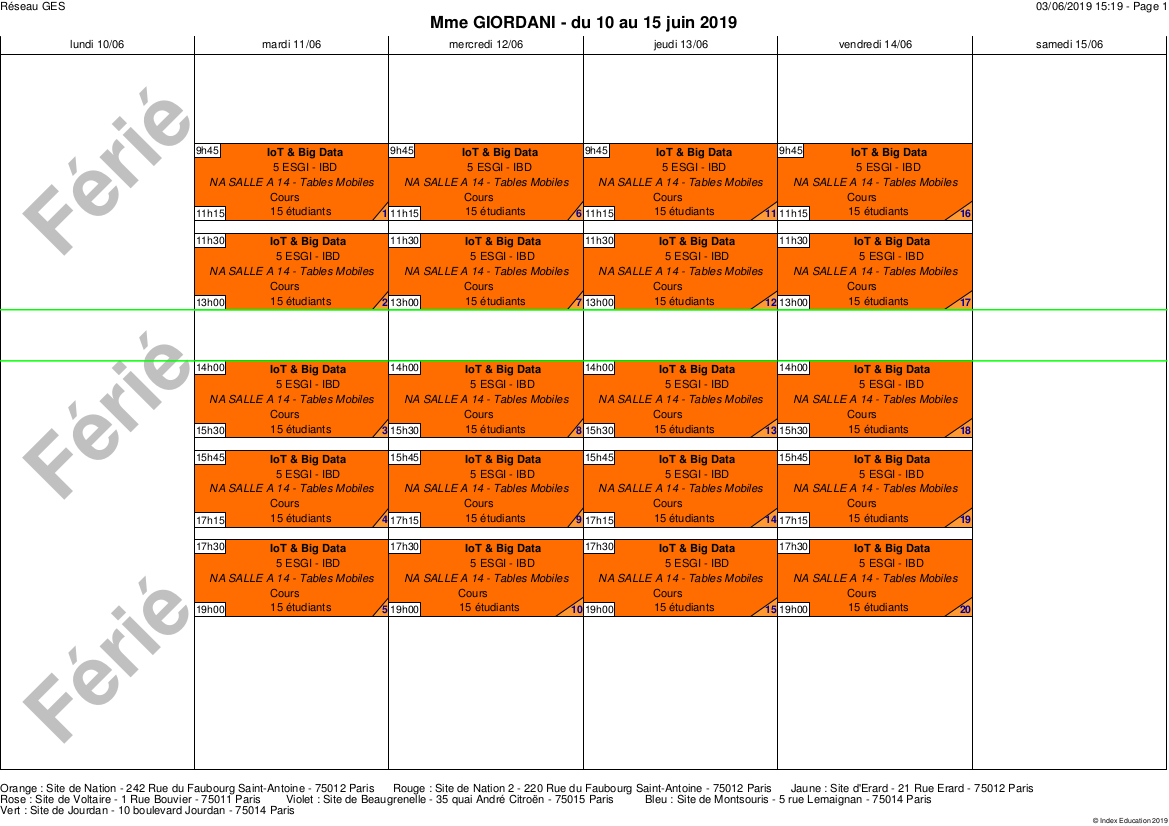 Réseau GES
03/06/2019 15:19 - Page 1
Mme GIORDANI - du 10 au 15 juin 2019
lundi 10/06
mardi 11/06
mercredi 12/06
jeudi 13/06
vendredi 14/06
samedi 15/06
Férié
Férié
Férié
9h45
IoT & Big Data
5 ESGI - IBD
NA SALLE A 14 - Tables Mobiles
Cours
11h15
15 étudiants
1
11h30
IoT & Big Data
5 ESGI - IBD
NA SALLE A 14 - Tables Mobiles
Cours
13h00
15 étudiants
2
14h00
IoT & Big Data
5 ESGI - IBD
NA SALLE A 14 - Tables Mobiles
Cours
15h30
15 étudiants
3
15h45
IoT & Big Data
5 ESGI - IBD
NA SALLE A 14 - Tables Mobiles
Cours
17h15
15 étudiants
4
17h30
IoT & Big Data
5 ESGI - IBD
NA SALLE A 14 - Tables Mobiles
Cours
19h00
15 étudiants
5
9h45
IoT & Big Data
5 ESGI - IBD
NA SALLE A 14 - Tables Mobiles
Cours
11h15
15 étudiants
6
11h30
IoT & Big Data
5 ESGI - IBD
NA SALLE A 14 - Tables Mobiles
Cours
13h00
15 étudiants
7
14h00
IoT & Big Data
5 ESGI - IBD
NA SALLE A 14 - Tables Mobiles
Cours
15h30
15 étudiants
8
15h45
IoT & Big Data
5 ESGI - IBD
NA SALLE A 14 - Tables Mobiles
Cours
17h15
15 étudiants
9
17h30
IoT & Big Data
5 ESGI - IBD
NA SALLE A 14 - Tables Mobiles
Cours
19h00
15 étudiants
10
9h45
IoT & Big Data
5 ESGI - IBD
NA SALLE A 14 - Tables Mobiles
Cours
11h15
15 étudiants
11
11h30
IoT & Big Data
5 ESGI - IBD
NA SALLE A 14 - Tables Mobiles
Cours
13h00
15 étudiants
12
14h00
IoT & Big Data
5 ESGI - IBD
NA SALLE A 14 - Tables Mobiles
Cours
15h30
15 étudiants
13
15h45
IoT & Big Data
5 ESGI - IBD
NA SALLE A 14 - Tables Mobiles
Cours
17h15
15 étudiants
14
17h30
IoT & Big Data
5 ESGI - IBD
NA SALLE A 14 - Tables Mobiles
Cours
19h00
15 étudiants
15
9h45
IoT & Big Data
5 ESGI - IBD
NA SALLE A 14 - Tables Mobiles
Cours
11h15
15 étudiants
16
11h30
IoT & Big Data
5 ESGI - IBD
NA SALLE A 14 - Tables Mobiles
Cours
13h00
15 étudiants
17
14h00
IoT & Big Data
5 ESGI - IBD
NA SALLE A 14 - Tables Mobiles
Cours
15h30
15 étudiants
18
15h45
IoT & Big Data
5 ESGI - IBD
NA SALLE A 14 - Tables Mobiles
Cours
17h15
15 étudiants
19
17h30
IoT & Big Data
5 ESGI - IBD
NA SALLE A 14 - Tables Mobiles
Cours
19h00
15 étudiants
20
Orange : Site de Nation - 242 Rue du Faubourg Saint-Antoine - 75012 Paris Rouge : Site de Nation 2 - 220 Rue du Faubourg Saint-Antoine - 75012 Paris Jaune : Site d'Erard - 21 Rue Erard - 75012 Paris
Rose : Site de Voltaire - 1 Rue Bouvier - 75011 Paris Violet : Site de Beaugrenelle - 35 quai André Citroën - 75015 Paris Bleu : Site de Montsouris - 5 rue Lemaignan - 75014 Paris
Vert : Site de Jourdan - 10 boulevard Jourdan - 75014 Paris
© Index Education 2019